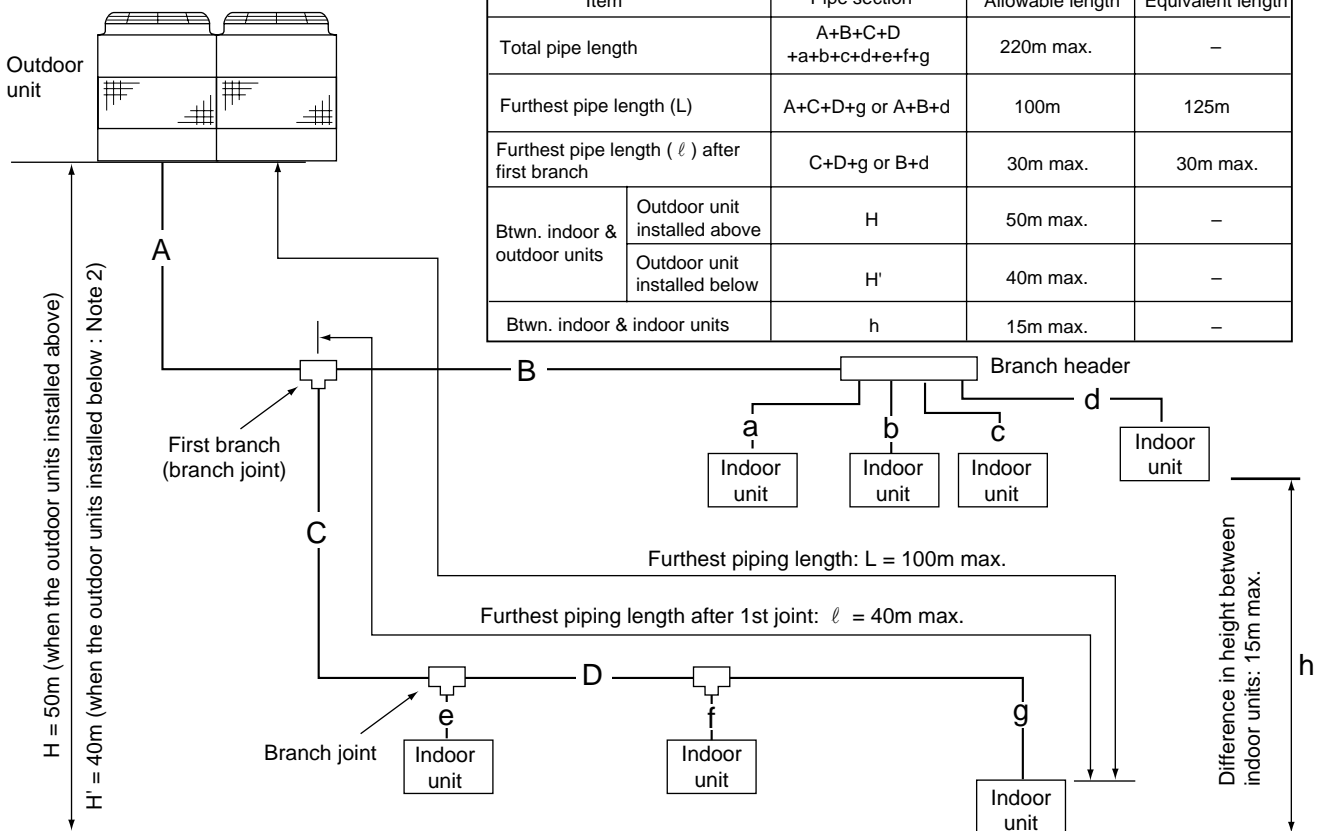 Item Pipe section Allowable length Equivalent length
Total pipe length
A+B+C+D
+a+b+c+d+e+f+g
220m max. –
Furthest pipe length (L) A+C+D+g or A+B+d 100m 125m
Furthest pipe length ( ℓ ) after
first branch
C+D+g or B+d 30m max. 30m max.
Btwn. indoor &
outdoor units
Outdoor unit
installed above
H 50m max. –
Outdoor unit
installed below
H' 40m max. –
Btwn. indoor & indoor units h 15m max. –
Outdoor
unit
A
H = 50m (when the outdoor units installed above)
H' = 40m (when the outdoor units installed below : Note 2)
B
Branch header
First branch
(branch joint)
a
b
c
d
Indoor
unit
Indoor
unit
Indoor
unit
Indoor
unit
C
Furthest piping length: L = 100m max.
Furthest piping length after 1st joint: ℓ = 40m max.
Difference in height between
indoor units: 15m max.
h
D
Branch joint
e
f
g
Indoor
unit
Indoor
unit
Indoor
unit